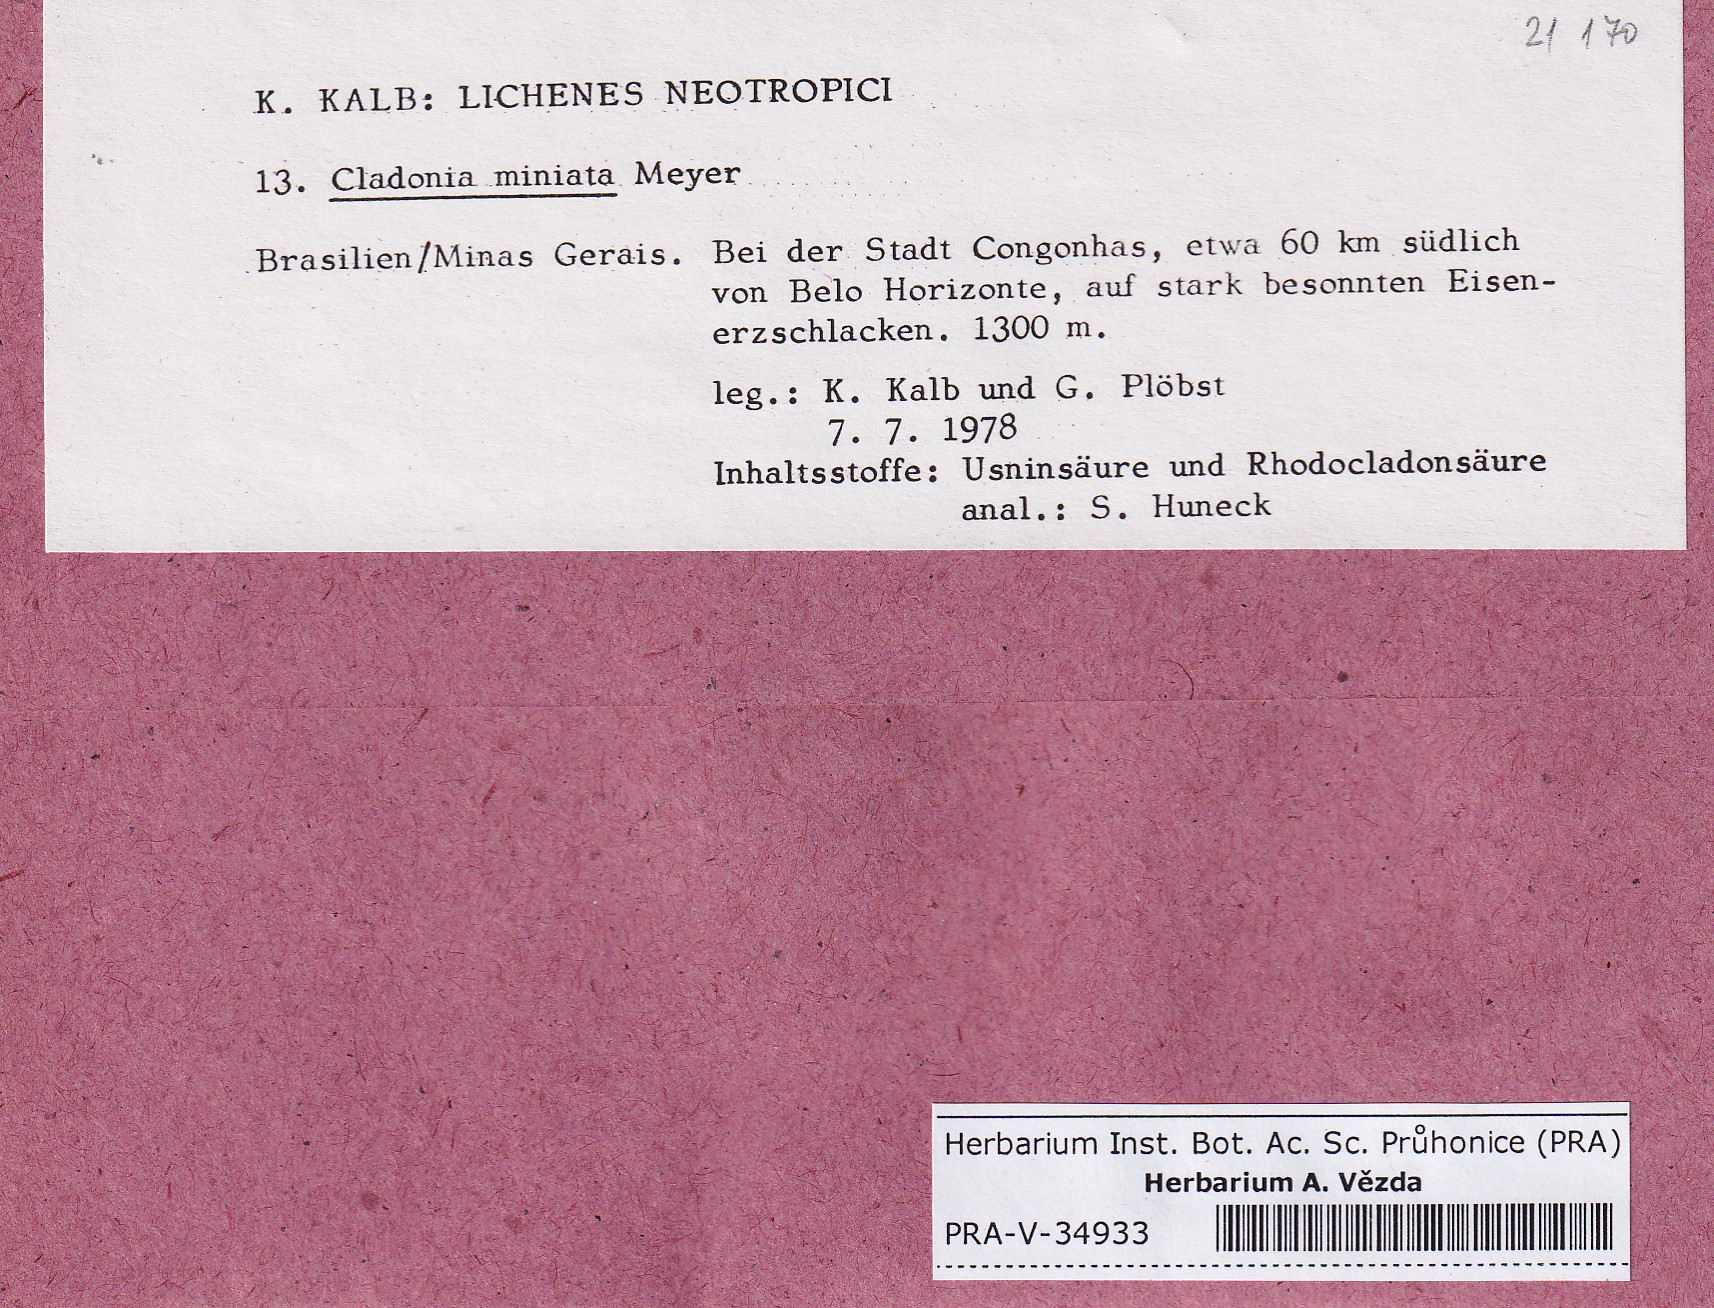 21 170
K. KALB: LICHENES NEOTROPICI
13. Cladonia miniata Meyer
Brasilien/Minas Gerais. Bei der Stadt Congonhas, etwa 60 km südlich
von Belo Horizonte, auf stark besonnten Eisen-
erzschlacken. 1300 m.
leg.: K. Kalb und G. Plöbst
7. 7. 1978
Inhaltsstoffe: Usninsäure und Rhodocladonsäure
anal.: S. Huneck
Herbarium Inst. Bot. Ac. Sc. Průhonice (PRA)
Herbarium A. Vězda
PRA-V-34933